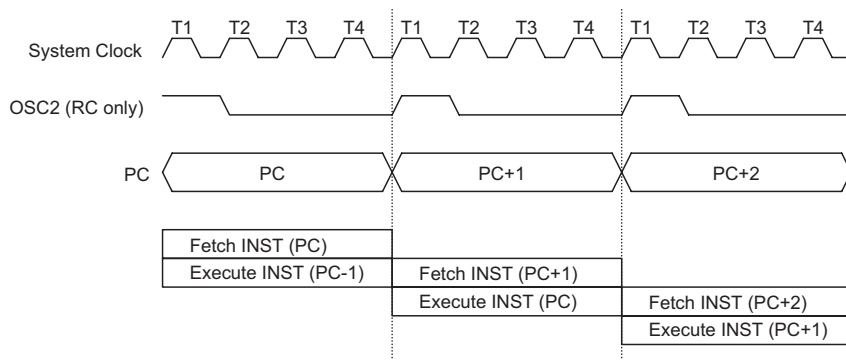 T1 T2 T3 T4 T1 T2 T3 T4 T1 T2 T3 T4
System Clock
OSC2 (RC only)
PC PC PC+1 PC+2
Fetch INST (PC)
Execute INST (PC-1) Fetch INST (PC+1)
Execute INST (PC) Fetch INST (PC+2)
Execute INST (PC+1)